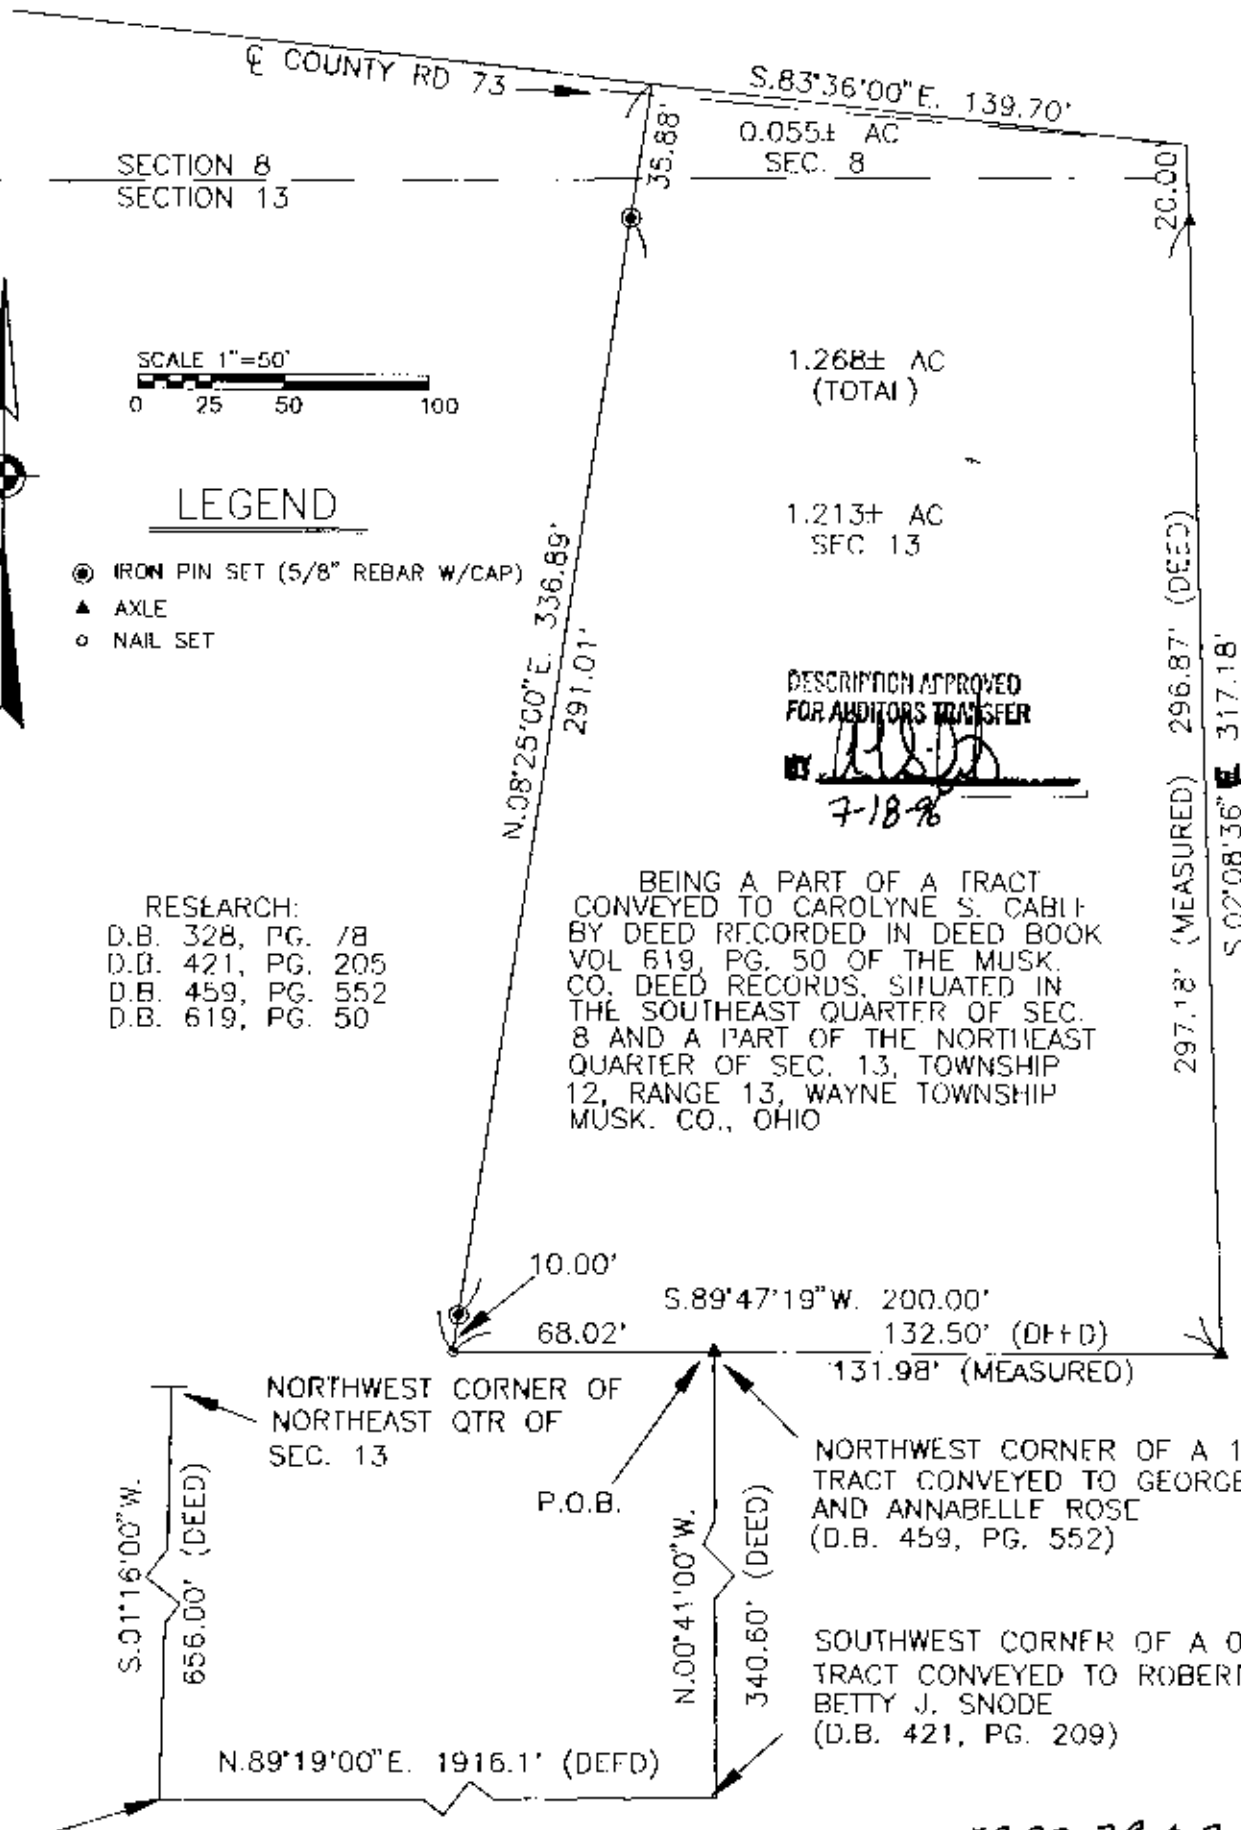 ℄ COUNTY RD 73
S.83°36'00"E. 139.70'
0.055± AC
SEC. 8
35.88'
20.00
SECTION 8
SECTION 13
SCALE 1"=50'
0 25 50 100
1.268± AC
(TOTAL)
LEGEND
IRON PIN SET (5/8" REBAR W/CAP)
AXLE
NAIL SET
1.213± AC
SEC 13
N.08°25'00"E. 336.89'
291.01'
297.18' (MEASURED) 296.87' (DEED)
S.02°08'36"E 317.18'
DESCRIPTION APPROVED
FOR AUDITORS TRANSFER
BY
7-18-96
RESEARCH:
D.B. 328, PG. 78
D.B. 421, PG. 205
D.B. 459, PG. 552
D.B. 619, PG. 50
BEING A PART OF A TRACT
CONVEYED TO CAROLYNE S. CABLE
BY DEED RECORDED IN DEED BOOK
VOL 619, PG. 50 OF THE MUSK.
CO. DEED RECORDS, SITUATED IN
THE SOUTHEAST QUARTER OF SEC.
8 AND A PART OF THE NORTHEAST
QUARTER OF SEC. 13, TOWNSHIP
12, RANGE 13, WAYNE TOWNSHIP
MUSK. CO., OHIO
10.00'
S.89°47'19"W. 200.00'
68.02'
132.50' (DEED)
131.98' (MEASURED)
NORTHWEST CORNER OF
NORTHEAST QTR OF
SEC. 13
P.O.B.
NORTHWEST CORNER OF A 1
TRACT CONVEYED TO GEORGE
AND ANNABELLE ROSE
(D.B. 459, PG. 552)
S.01°16'00"W.
656.00' (DEED)
N.00°41'00"W.
340.60' (DEED)
SOUTHWEST CORNER OF A 0
TRACT CONVEYED TO ROBERT
BETTY J. SNODE
(D.B. 421, PG. 209)
N.89°19'00"E. 1916.1' (DEED)